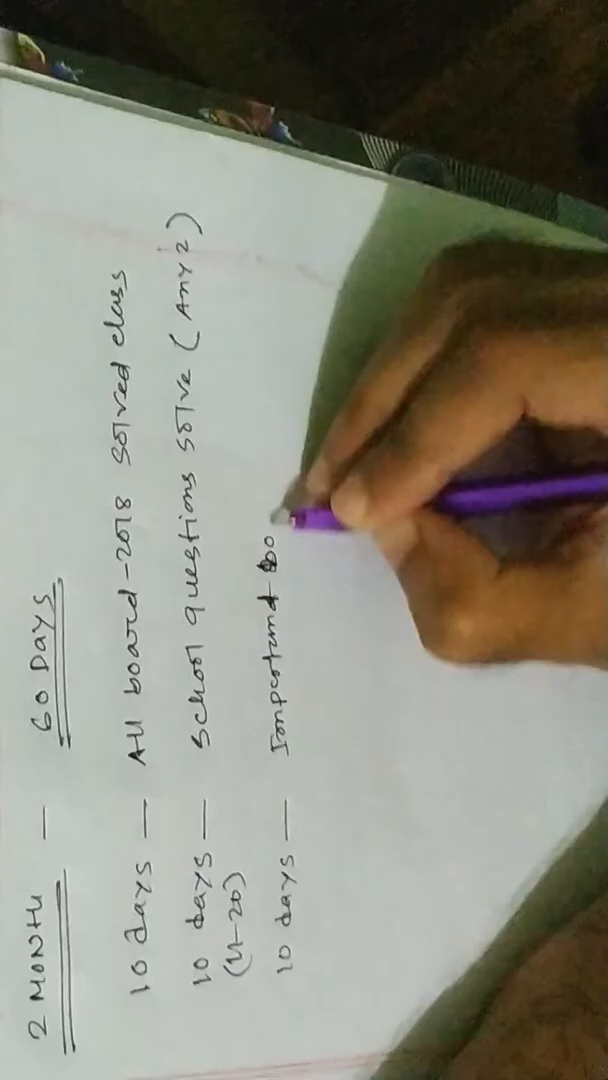 2 MONTH — 60 DAYS
10 days — All board-2018 solved class
10 days — School questions solve (Any 2)
(11-20)
10 days — Important